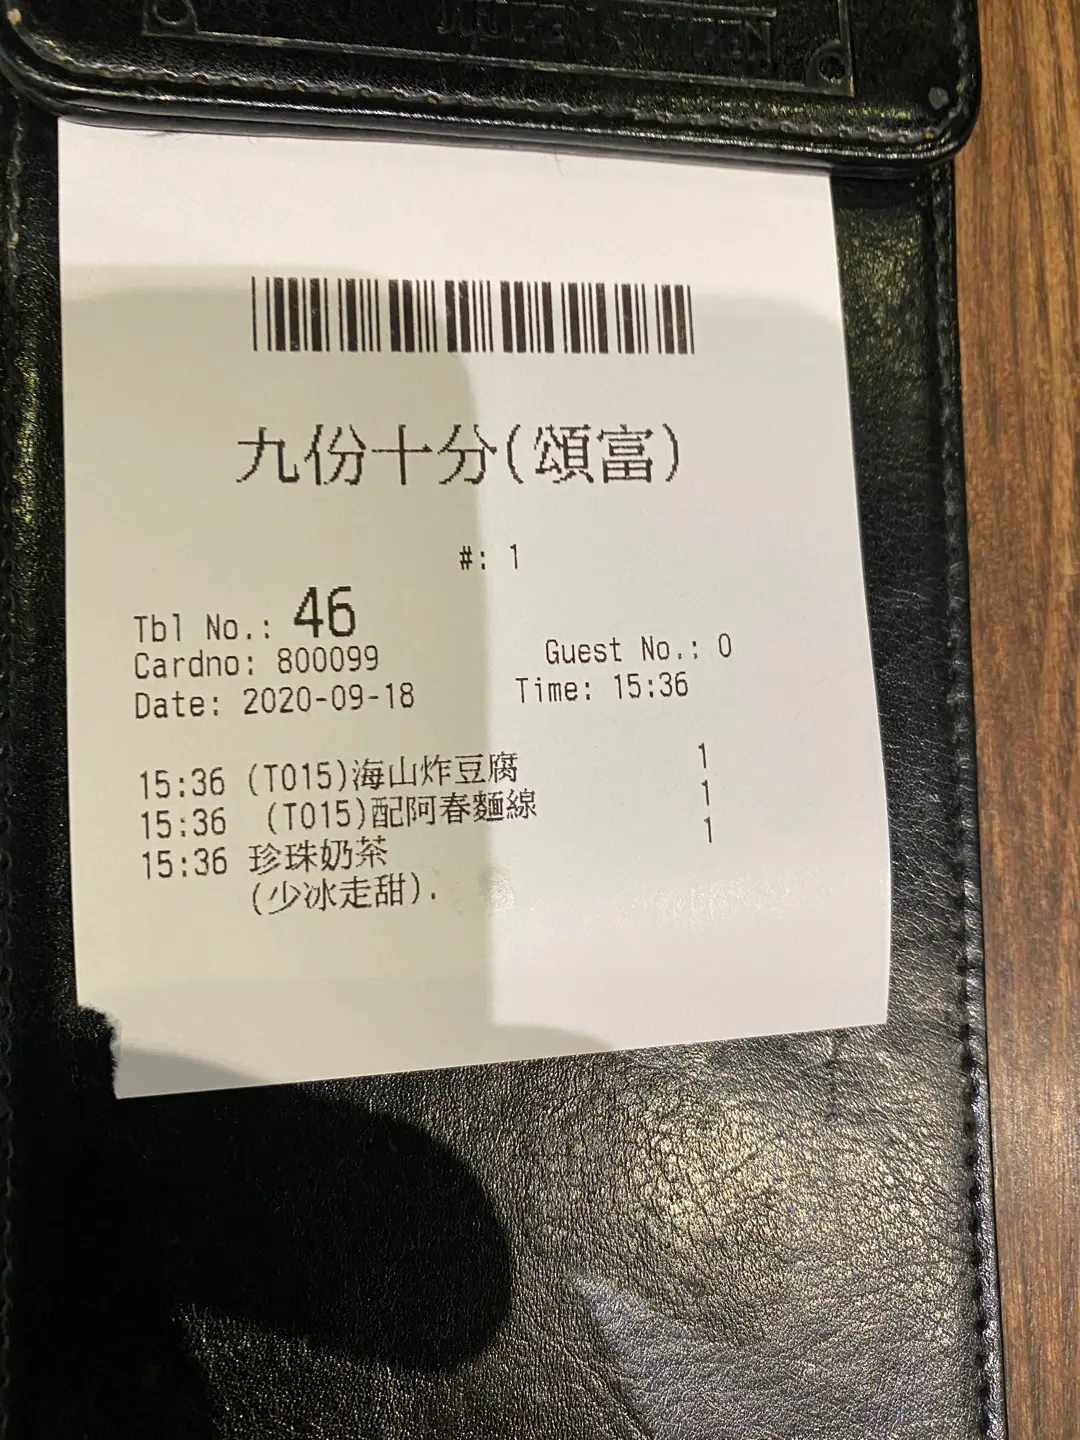 九份十分(頌富)
#: 1
Tbl No.: 46
Cardno: 800099 Guest No.: 0
Date: 2020-09-18 Time: 15:36
15:36 (T015)海山炸豆腐 1
15:36 (T015)配阿春麵線 1
15:36 珍珠奶茶 1
(少冰走甜).